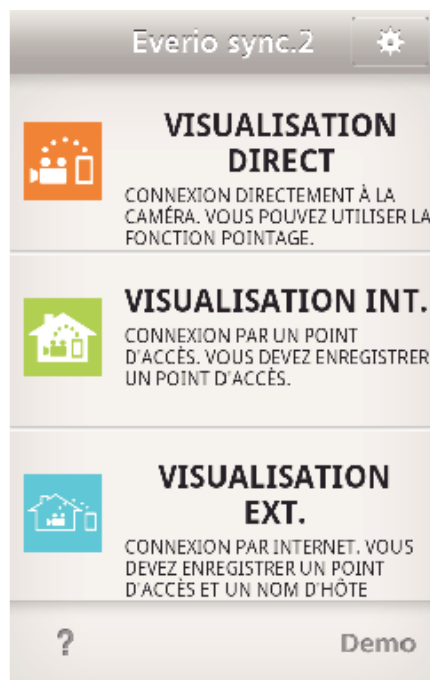 Everio sync.2
VISUALISATION
DIRECT
CONNEXION DIRECTEMENT À LA
CAMÉRA. VOUS POUVEZ UTILISER LA
FONCTION POINTAGE.
VISUALISATION INT.
CONNEXION PAR UN POINT
D'ACCÈS. VOUS DEVEZ ENREGISTRER
UN POINT D'ACCÈS.
VISUALISATION
EXT.
CONNEXION PAR INTERNET. VOUS
DEVEZ ENREGISTRER UN POINT
D'ACCÈS ET UN NOM D'HÔTE
?
Demo